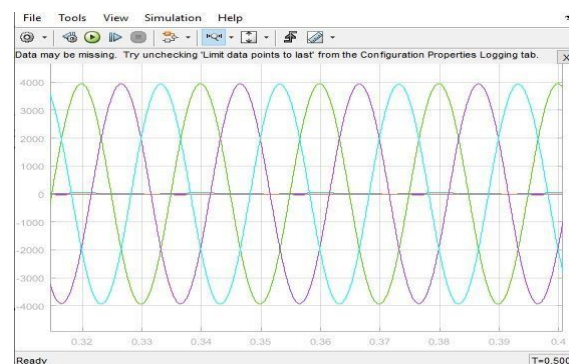 File Tools View Simulation Help
Data may be missing. Try unchecking 'Limit data points to last' from the Configuration Properties Logging tab. X
4000
3000
2000
1000
0
-1000
-2000
-3000
-4000
0.32 0.33 0.34 0.35 0.36 0.37 0.38 0.39 0.4
Ready T=0.500